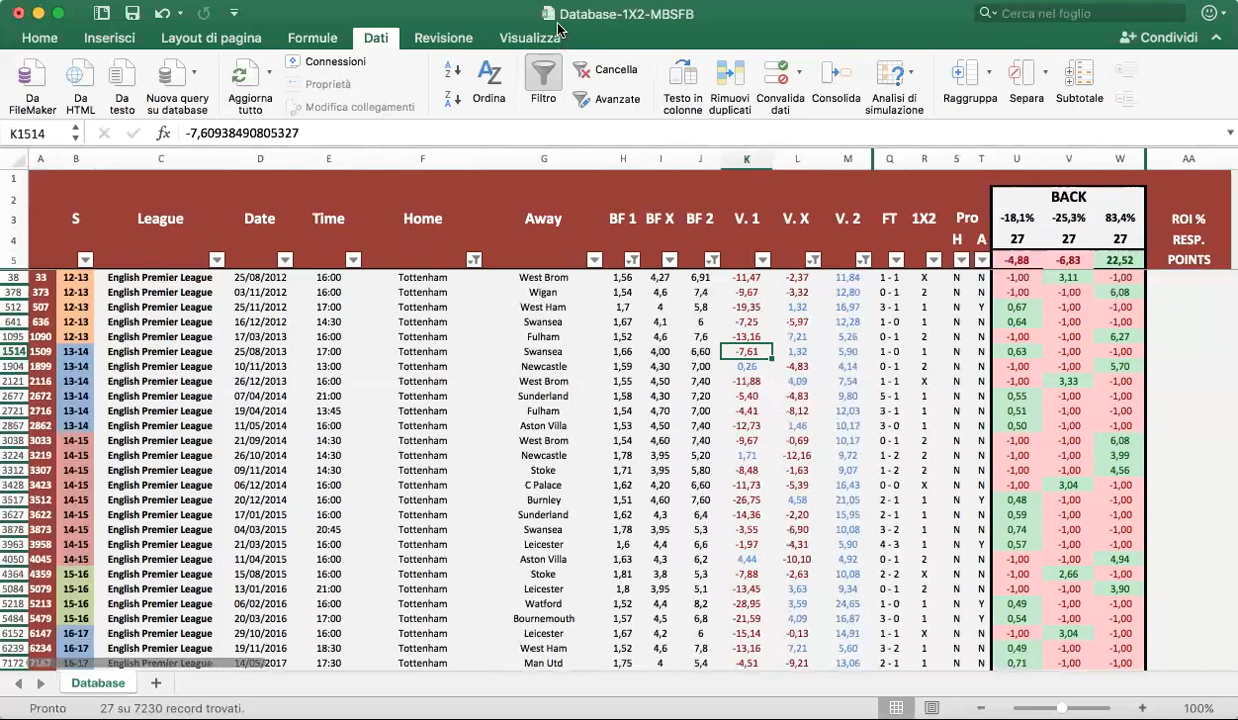 Database-1X2-MBSFB
Cerca nel foglio
Home Inserisci Layout di pagina Formule Dati Revisione Visualizza Condividi
Da FileMaker Da HTML Da testo Nuova query su database Aggiorna tutto Connessioni Proprietà Modifica collegamenti Ordina Filtro Cancella Avanzate Testo in colonne Rimuovi duplicati Convalida dati Consolida Analisi di simulazione Raggruppa Separa Subtotale
K1514 fx -7,60938490805327
A B C D E F G H I J K L M Q R S T U V W AA
1
2 BACK
3 S League Date Time Home Away BF 1 BF X BF 2 V. 1 V. X V. 2 FT 1X2 Pro -18,1% -25,3% 83,4% ROI %
4 H A 27 27 27 RESP.
5 -4,88 -6,83 22,52 POINTS
38 33 12-13 English Premier League 25/08/2012 16:00 Tottenham West Brom 1,56 4,27 6,91 -11,47 -2,37 11,84 1 - 1 X N N -1,00 3,11 -1,00
378 373 12-13 English Premier League 03/11/2012 16:00 Tottenham Wigan 1,54 4,6 7,4 -9,67 -3,32 12,80 0 - 1 2 N N -1,00 -1,00 6,08
512 507 12-13 English Premier League 25/11/2012 17:00 Tottenham West Ham 1,7 4 5,8 -19,35 1,32 16,97 3 - 1 1 N Y 0,67 -1,00 -1,00
641 636 12-13 English Premier League 16/12/2012 14:30 Tottenham Swansea 1,67 4,1 6 -7,25 -5,97 12,28 1 - 0 1 N N 0,64 -1,00 -1,00
1095 1090 12-13 English Premier League 17/03/2013 16:00 Tottenham Fulham 1,52 4,6 7,6 -13,16 7,21 5,26 0 - 1 2 N N -1,00 -1,00 6,27
1514 1509 13-14 English Premier League 25/08/2013 17:00 Tottenham Swansea 1,66 4,00 6,60 -7,61 1,32 5,90 1 - 0 1 N N 0,63 -1,00 -1,00
1904 1899 13-14 English Premier League 10/11/2013 13:00 Tottenham Newcastle 1,59 4,30 7,00 0,26 -4,83 4,14 0 - 1 2 N N -1,00 -1,00 5,70
2121 2116 13-14 English Premier League 26/12/2013 16:00 Tottenham West Brom 1,55 4,50 7,40 -11,88 4,09 7,54 1 - 1 X N N -1,00 3,33 -1,00
2677 2672 13-14 English Premier League 07/04/2014 21:00 Tottenham Sunderland 1,58 4,30 7,20 -5,40 -4,83 9,80 5 - 1 1 N N 0,55 -1,00 -1,00
2721 2716 13-14 English Premier League 19/04/2014 13:45 Tottenham Fulham 1,54 4,70 7,00 -4,41 -8,12 12,03 3 - 1 1 N N 0,51 -1,00 -1,00
2867 2862 13-14 English Premier League 11/05/2014 16:00 Tottenham Aston Villa 1,53 4,50 7,40 -12,73 1,46 10,17 3 - 0 1 N N 0,50 -1,00 -1,00
3038 3033 14-15 English Premier League 21/09/2014 14:30 Tottenham West Brom 1,54 4,60 7,40 -9,67 -0,69 10,17 0 - 1 2 N N -1,00 -1,00 6,08
3224 3219 14-15 English Premier League 26/10/2014 14:30 Tottenham Newcastle 1,78 3,95 5,20 1,71 -12,16 9,72 1 - 2 2 N N -1,00 -1,00 3,99
3312 3307 14-15 English Premier League 09/11/2014 14:30 Tottenham Stoke 1,71 3,95 5,80 -8,48 -1,63 9,07 1 - 2 2 N N -1,00 -1,00 4,56
3428 3423 14-15 English Premier League 06/12/2014 16:00 Tottenham C Palace 1,62 4,20 6,60 -11,73 -5,39 16,43 0 - 0 X N N -1,00 3,04 -1,00
3517 3512 14-15 English Premier League 20/12/2014 16:00 Tottenham Burnley 1,51 4,60 7,60 -26,75 4,58 21,05 2 - 1 1 N Y 0,48 -1,00 -1,00
3627 3622 14-15 English Premier League 17/01/2015 16:00 Tottenham Sunderland 1,62 4,3 6,4 -14,36 -2,20 15,95 2 - 1 1 N N 0,59 -1,00 -1,00
3878 3873 14-15 English Premier League 04/03/2015 20:45 Tottenham Swansea 1,78 3,95 5,3 -3,55 -6,90 10,08 3 - 2 1 N N 0,74 -1,00 -1,00
3963 3958 14-15 English Premier League 21/03/2015 16:00 Tottenham Leicester 1,6 4,4 6,6 -1,97 -4,31 5,90 4 - 3 1 N Y 0,57 -1,00 -1,00
4050 4045 14-15 English Premier League 11/04/2015 16:00 Tottenham Aston Villa 1,63 4,3 6,2 4,44 -10,10 4,92 0 - 1 2 N N -1,00 -1,00 4,94
4364 4359 15-16 English Premier League 15/08/2015 16:00 Tottenham Stoke 1,81 3,8 5,3 -7,88 -2,63 10,08 2 - 2 X N N -1,00 2,66 -1,00
5084 5079 15-16 English Premier League 13/01/2016 21:00 Tottenham Leicester 1,8 3,95 5,1 -13,45 3,63 9,34 0 - 1 2 N N -1,00 -1,00 3,90
5218 5213 15-16 English Premier League 06/02/2016 16:00 Tottenham Watford 1,52 4,4 8,2 -28,95 3,59 24,65 1 - 0 1 N Y 0,49 -1,00 -1,00
5484 5479 15-16 English Premier League 20/03/2016 17:00 Tottenham Bournemouth 1,57 4,5 6,8 -21,59 4,09 16,87 3 - 0 1 N Y 0,54 -1,00 -1,00
6152 6147 16-17 English Premier League 29/10/2016 16:00 Tottenham Leicester 1,67 4,2 6 -15,14 -0,13 14,91 1 - 1 X N N -1,00 3,04 -1,00
6239 6234 16-17 English Premier League 19/11/2016 18:30 Tottenham West Ham 1,52 4,6 7,8 -13,16 7,21 5,60 3 - 2 1 N N 0,49 -1,00 -1,00
7172 7167 16-17 English Premier League 14/05/2017 17:30 Tottenham Man Utd 1,75 4 5,4 -4,51 -9,21 13,06 2 - 1 1 N N 0,71 -1,00 -1,00
Database
Pronto 27 su 7230 record trovati. 100%